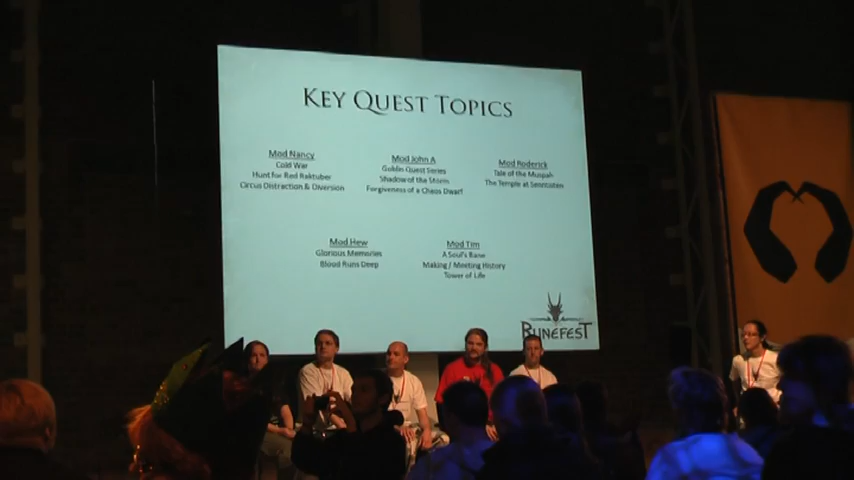 Key Quest Topics
Mod Nancy
Cold War
Hunt for Red Raktuber
Circus Distraction & Diversion
Mod John A
Goblin Quest Series
Shadow of the Storm
Forgiveness of a Chaos Dwarf
Mod Roderick
Tale of the Muspah
The Temple at Senntisten
Mod Hew
Glorious Memories
Blood Runs Deep
Mod Tim
A Soul's Bane
Making / Meeting History
Tower of Life
RuneFest